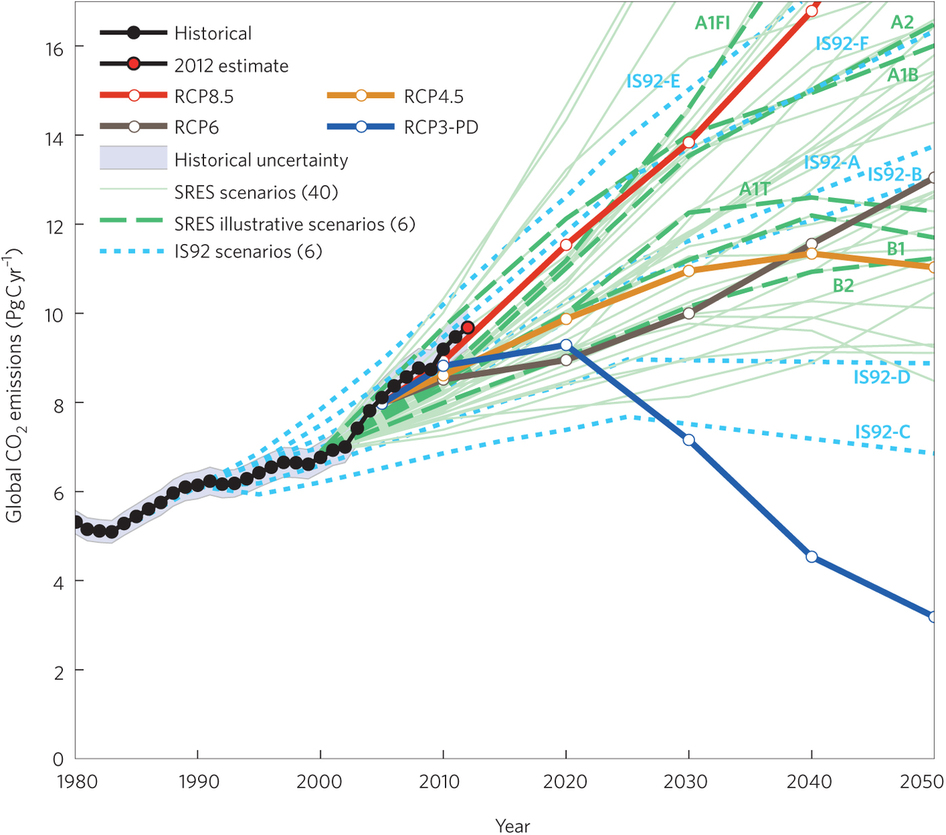 Historical
2012 estimate
RCP8.5
RCP4.5
RCP6
RCP3-PD
Historical uncertainty
SRES scenarios (40)
SRES illustrative scenarios (6)
IS92 scenarios (6)
A1FI
A2
IS92-F
IS92-E
A1B
IS92-A
IS92-B
A1T
B1
B2
IS92-D
IS92-C
Global CO₂ emissions (PgCyr⁻¹)
16
14
12
10
8
6
4
2
0
1980
1990
2000
2010
2020
2030
2040
2050
Year